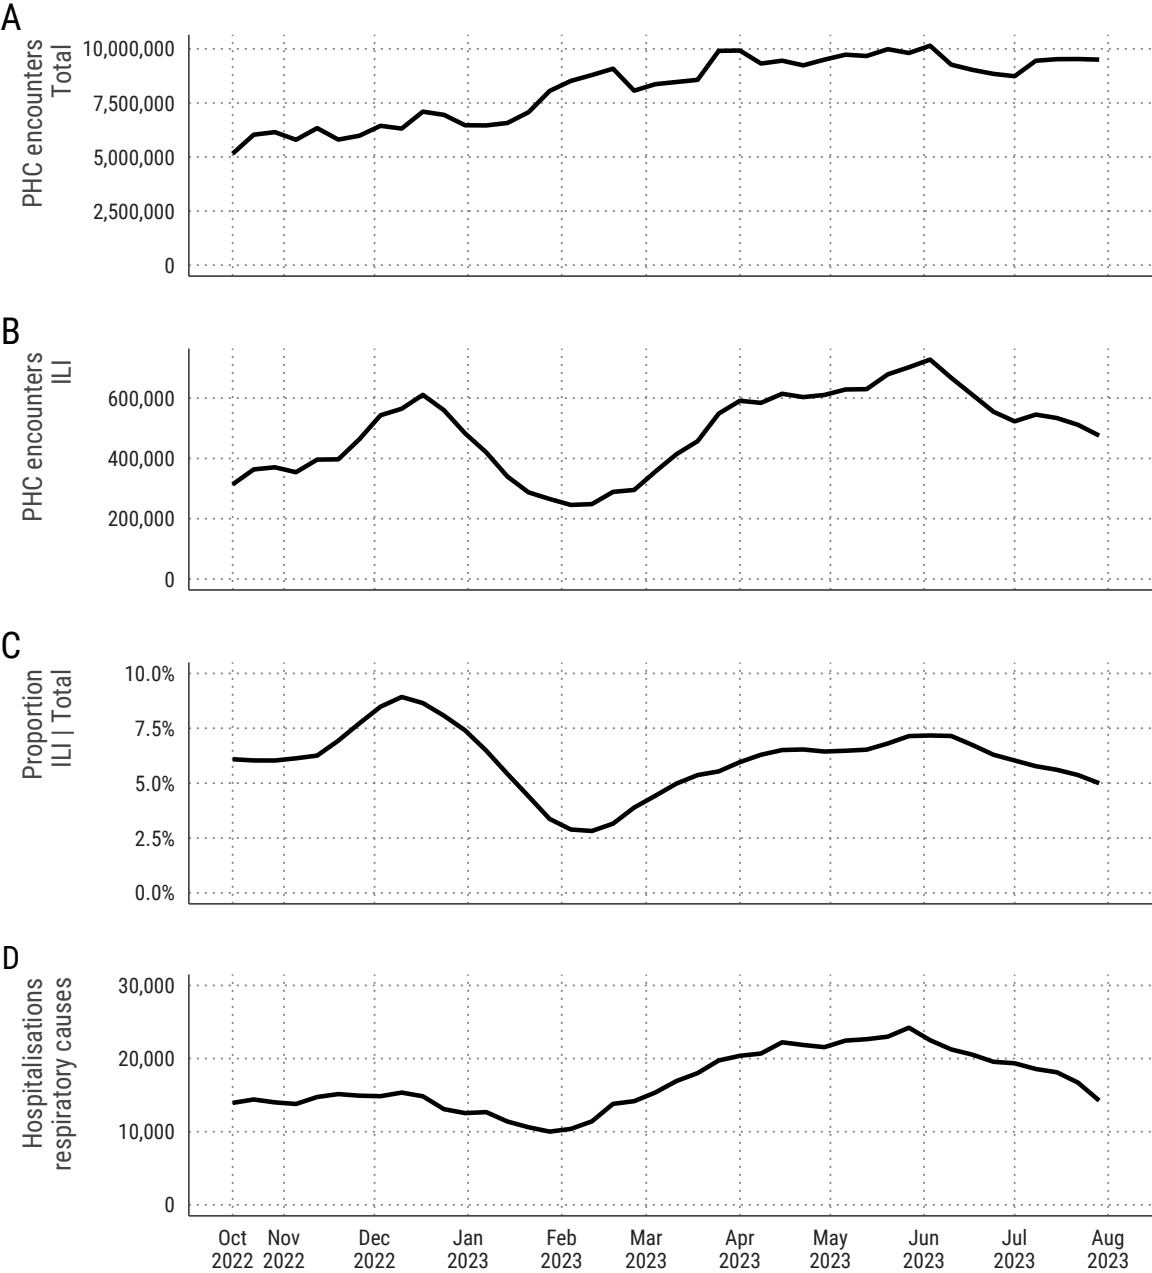 A
PHC encounters
Total
10,000,000
7,500,000
5,000,000
2,500,000
0
B
PHC encounters
ILI
600,000
400,000
200,000
0
C
Proportion
ILI | Total
10.0%
7.5%
5.0%
2.5%
0.0%
D
Hospitalisations
respiratory causes
30,000
20,000
10,000
0
Oct Nov Dec Jan Feb Mar Apr May Jun Jul Aug
2022 2022 2022 2023 2023 2023 2023 2023 2023 2023 2023